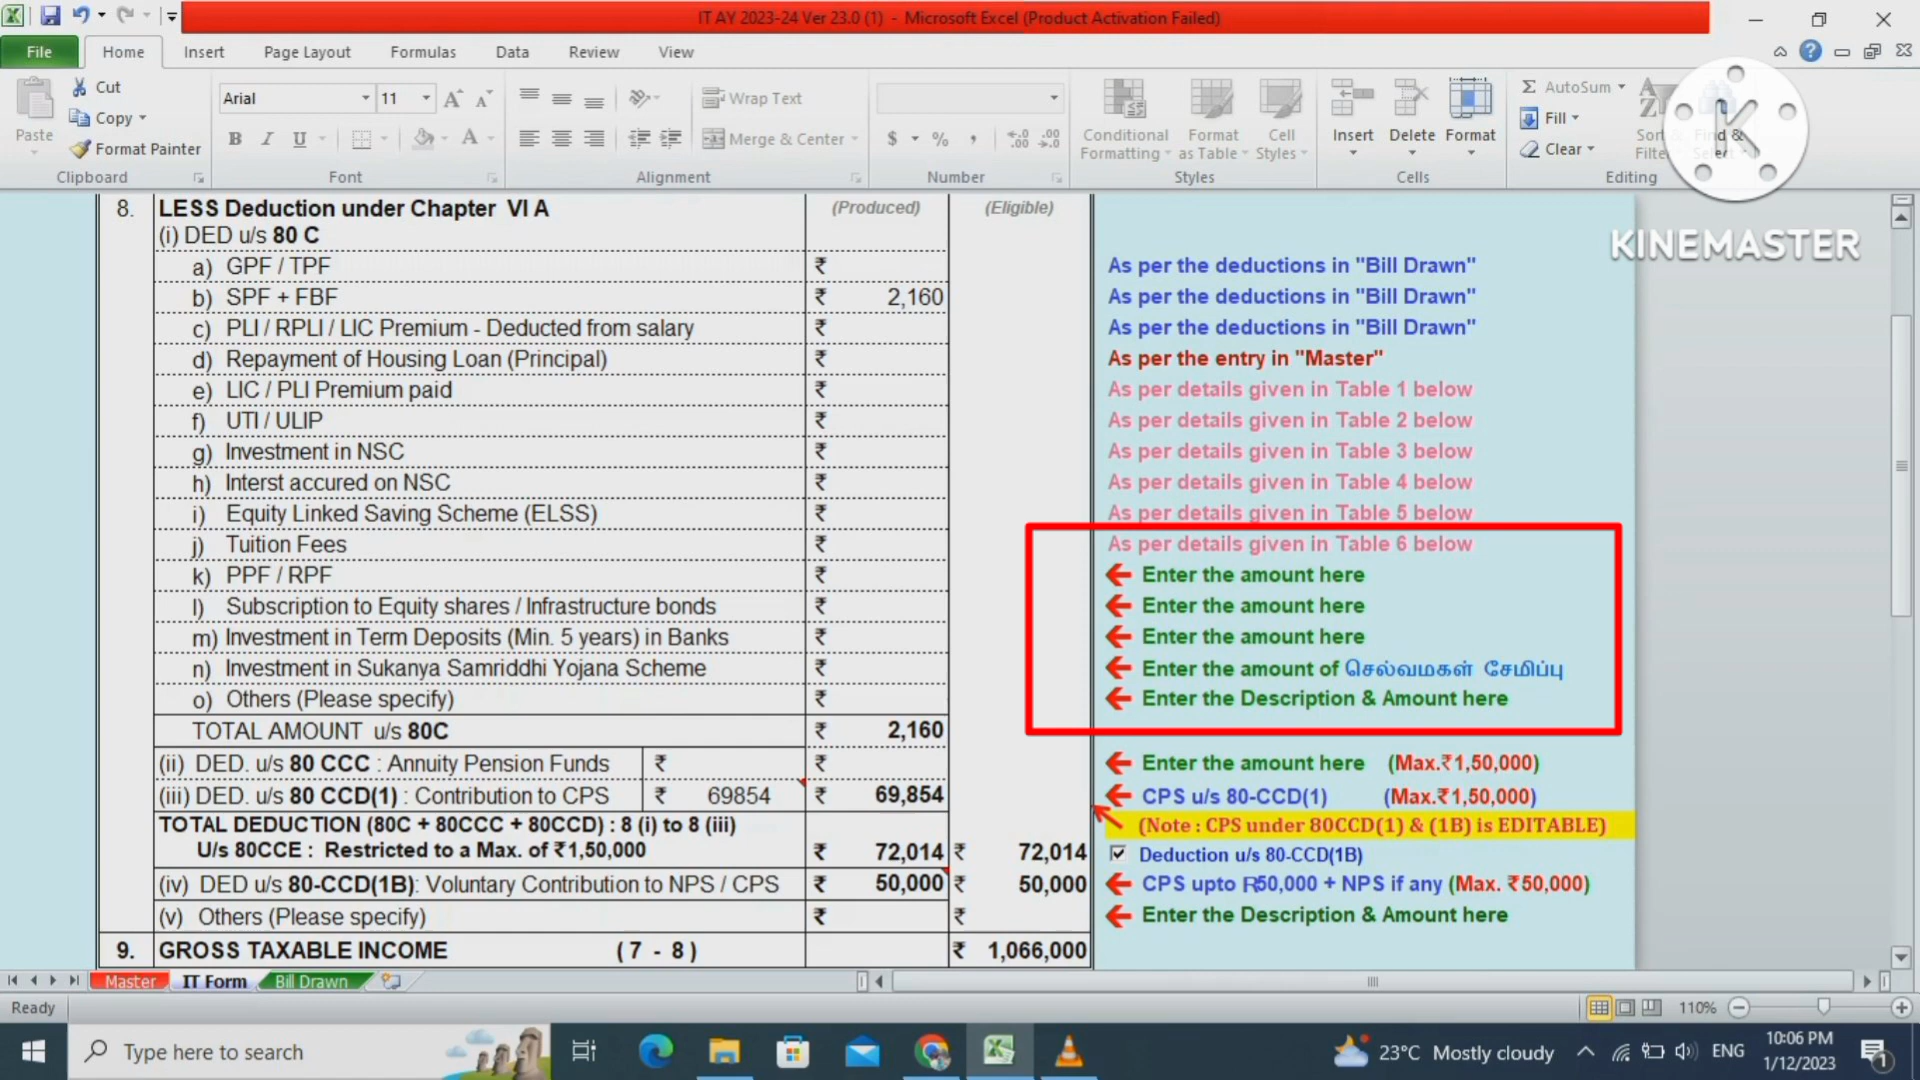 IT AY 2023-24 Ver 23.0 (1) - Microsoft Excel (Product Activation Failed)
File Home Insert Page Layout Formulas Data Review View
Paste Cut Copy Format Painter Clipboard
Arial 11 B I U Font
Wrap Text Merge & Center Alignment
$ % , Number
Conditional Formatting Format as Table Cell Styles Styles
Insert Delete Format Cells
Σ AutoSum Fill Clear Sort & Filter Find & Select Editing
K
KINEMASTER
8. LESS Deduction under Chapter VI A (Produced) (Eligible)
(i) DED u/s 80 C
a) GPF / TPF ₹ As per the deductions in "Bill Drawn"
b) SPF + FBF ₹ 2,160 As per the deductions in "Bill Drawn"
c) PLI / RPLI / LIC Premium - Deducted from salary ₹ As per the deductions in "Bill Drawn"
d) Repayment of Housing Loan (Principal) ₹ As per the entry in "Master"
e) LIC / PLI Premium paid ₹ As per details given in Table 1 below
f) UTI / ULIP ₹ As per details given in Table 2 below
g) Investment in NSC ₹ As per details given in Table 3 below
h) Interst accured on NSC ₹ As per details given in Table 4 below
i) Equity Linked Saving Scheme (ELSS) ₹ As per details given in Table 5 below
j) Tuition Fees ₹ As per details given in Table 6 below
k) PPF / RPF ₹ Enter the amount here
l) Subscription to Equity shares / Infrastructure bonds ₹ Enter the amount here
m) Investment in Term Deposits (Min. 5 years) in Banks ₹ Enter the amount here
n) Investment in Sukanya Samriddhi Yojana Scheme ₹ Enter the amount of செல்வமகள் சேமிப்பு
o) Others (Please specify) ₹ Enter the Description & Amount here
TOTAL AMOUNT u/s 80C ₹ 2,160
(ii) DED. u/s 80 CCC : Annuity Pension Funds ₹ ₹ Enter the amount here (Max.₹1,50,000)
(iii) DED. u/s 80 CCD(1) : Contribution to CPS ₹ 69854 ₹ 69,854 CPS u/s 80-CCD(1) (Max.₹1,50,000)
TOTAL DEDUCTION (80C + 80CCC + 80CCD) : 8 (i) to 8 (iii) (Note : CPS under 80CCD(1) & (1B) is EDITABLE)
U/s 80CCE : Restricted to a Max. of ₹1,50,000 ₹ 72,014 ₹ 72,014 Deduction u/s 80-CCD(1B)
(iv) DED u/s 80-CCD(1B): Voluntary Contribution to NPS / CPS ₹ 50,000 ₹ 50,000 CPS upto R50,000 + NPS if any (Max. ₹50,000)
(v) Others (Please specify) ₹ ₹ Enter the Description & Amount here
9. GROSS TAXABLE INCOME ( 7 - 8 ) ₹ 1,066,000
Master IT Form Bill Drawn
Ready 110%
Type here to search 23°C Mostly cloudy ENG 10:06 PM
1/12/2023 1